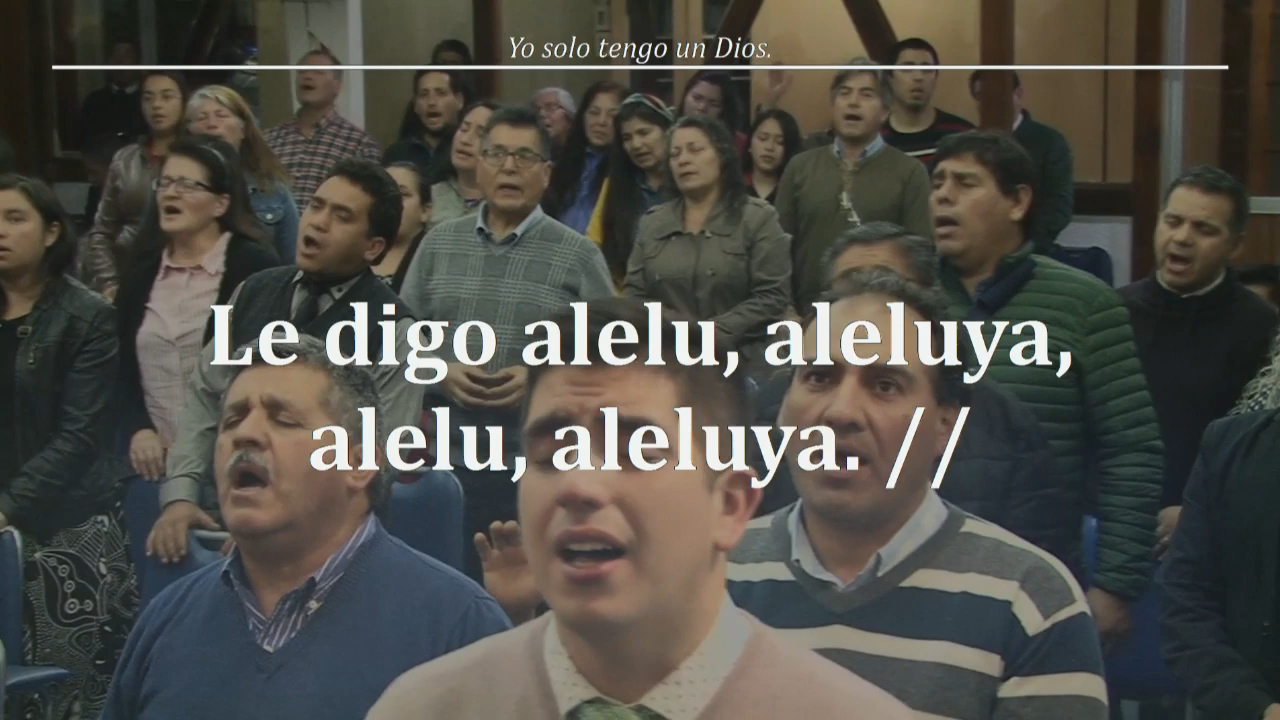 Yo solo tengo un Dios.
Le digo alelu, aleluya,
alelu, aleluya. //